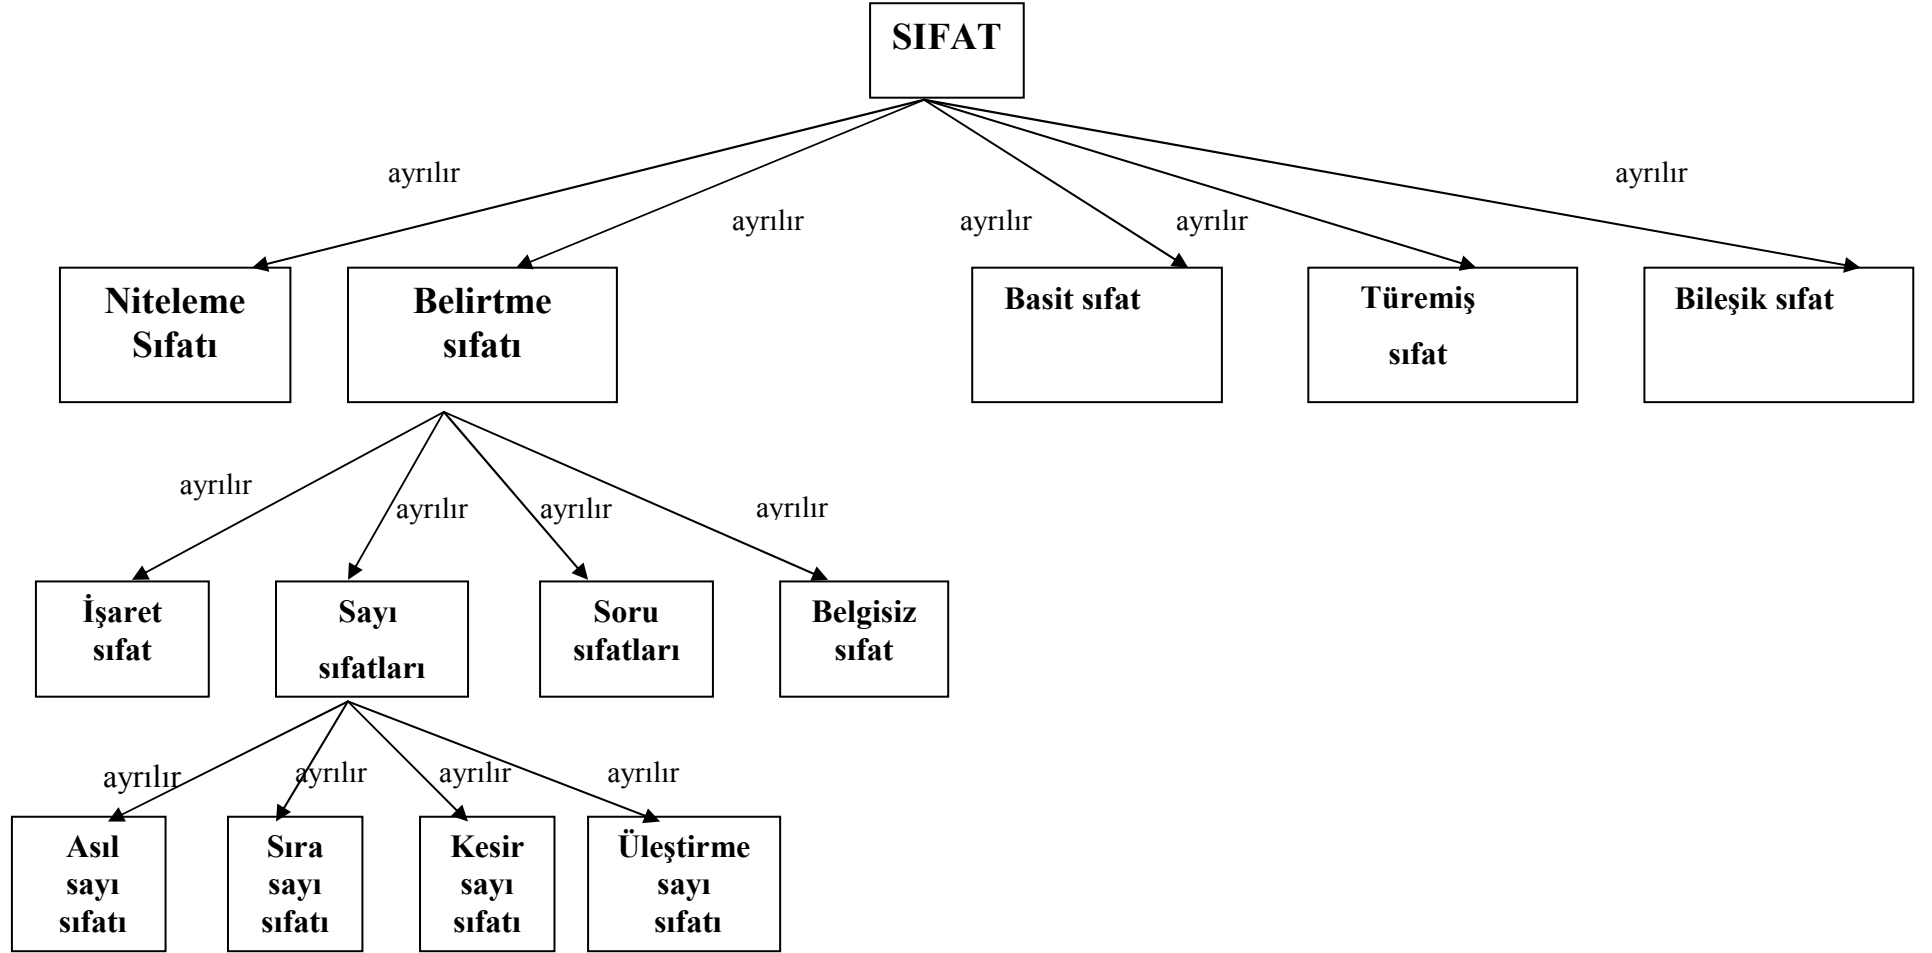 SIFAT
ayrılır
ayrılır
ayrılır
ayrılır
ayrılır
Niteleme
Sıfatı
Belirtme
sıfatı
Basit sıfat
Türemiş
sıfat
Bileşik sıfat
ayrılır
ayrılır
ayrılır
ayrılır
İşaret
sıfat
Sayı
sıfatları
Soru
sıfatları
Belgisiz
sıfat
ayrılır
ayrılır
ayrılır
ayrılır
Asıl
sayı
sıfatı
Sıra
sayı
sıfatı
Kesir
sayı
sıfatı
Üleştirme
sayı
sıfatı